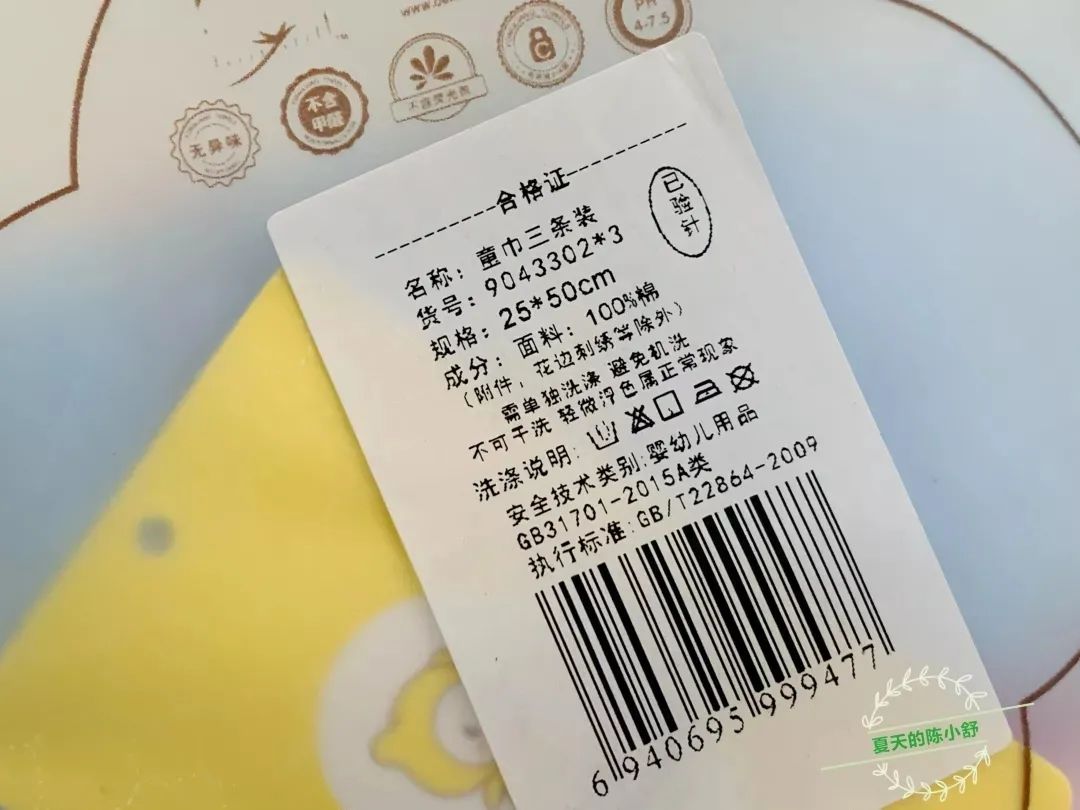 PH
4-7.5
C
不含
甲醛
无异味
合格证
已验针
名称：童巾三条装
货号：9043302*3
规格：25*50cm
成分：面料：100%棉
（附件，花边刺绣等除外）
需单独洗涤 避免机洗
不可干洗 轻微浮色属正常现象
洗涤说明：
安全技术类别:婴幼儿用品
GB31701-2015A类
执行标准:GB/T22864-2009
6940695999477
夏天的陈小舒